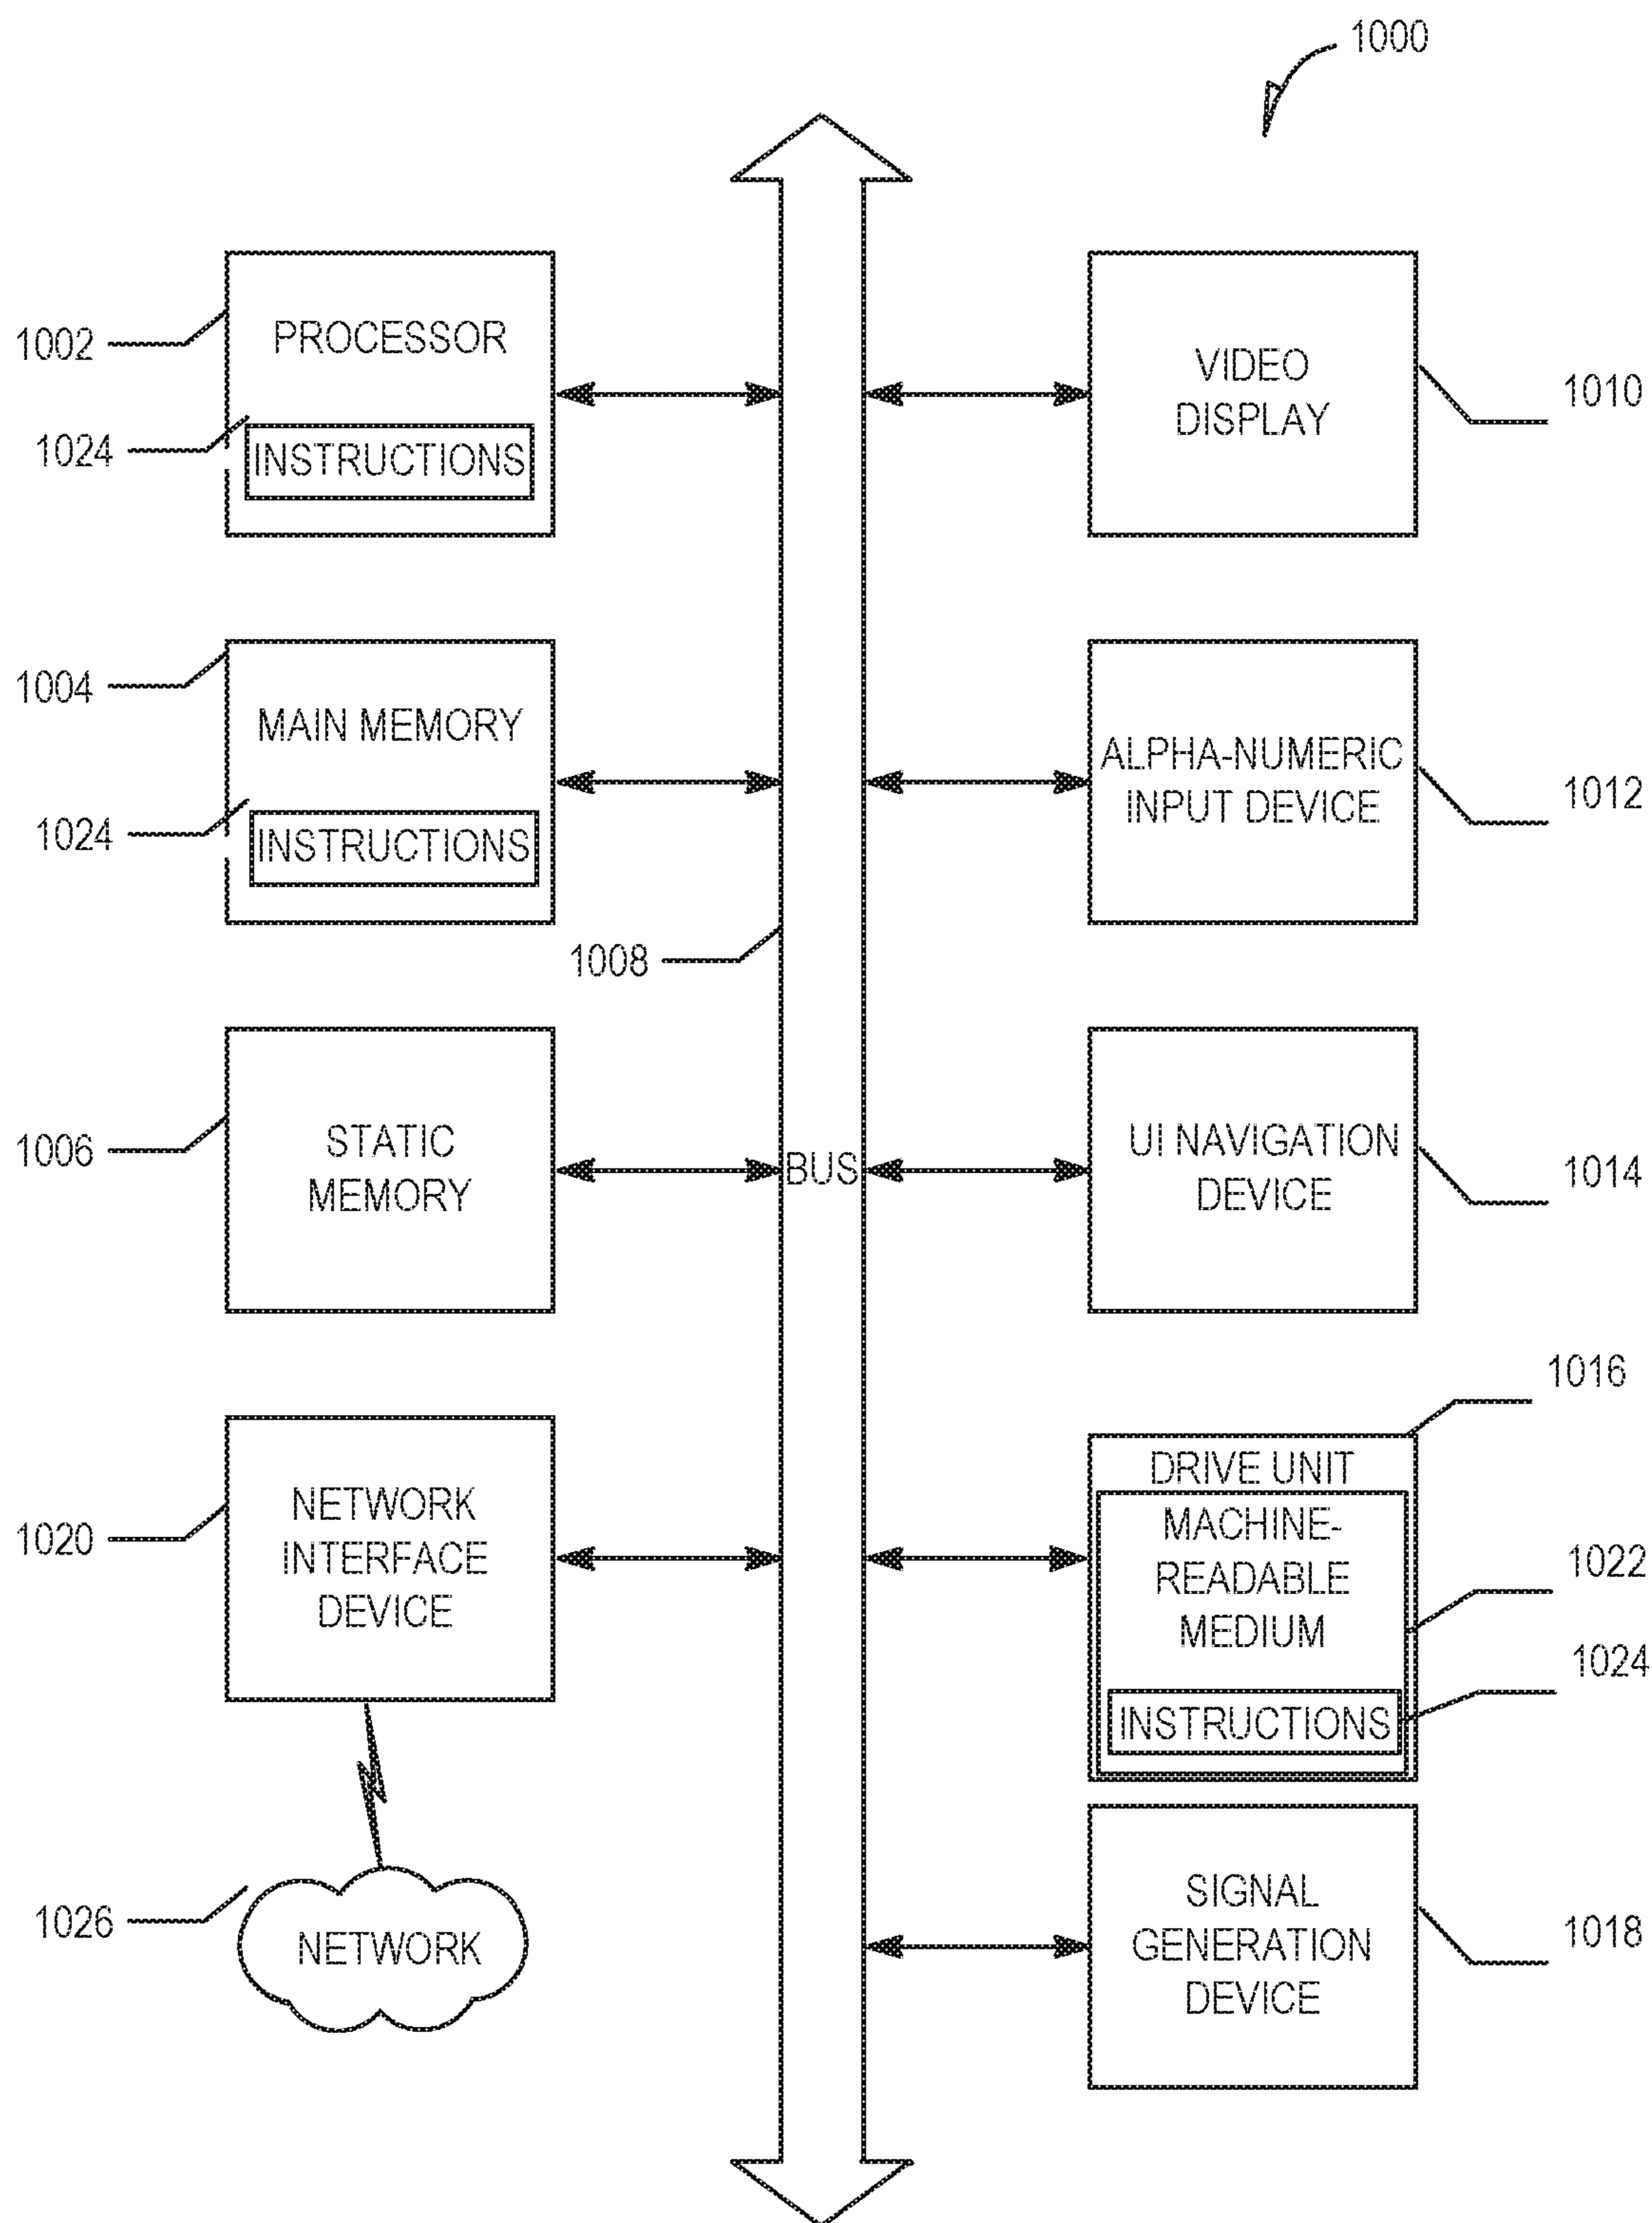 1000
1002
PROCESSOR
1024
INSTRUCTIONS
VIDEO
DISPLAY
1010
1004
MAIN MEMORY
1024
INSTRUCTIONS
ALPHA-NUMERIC
INPUT DEVICE
1012
1008
1006
STATIC
MEMORY
BUS
UI NAVIGATION
DEVICE
1014
1020
NETWORK
INTERFACE
DEVICE
1016
DRIVE UNIT
MACHINE-
READABLE
MEDIUM
1022
INSTRUCTIONS
1024
1026
NETWORK
SIGNAL
GENERATION
DEVICE
1018